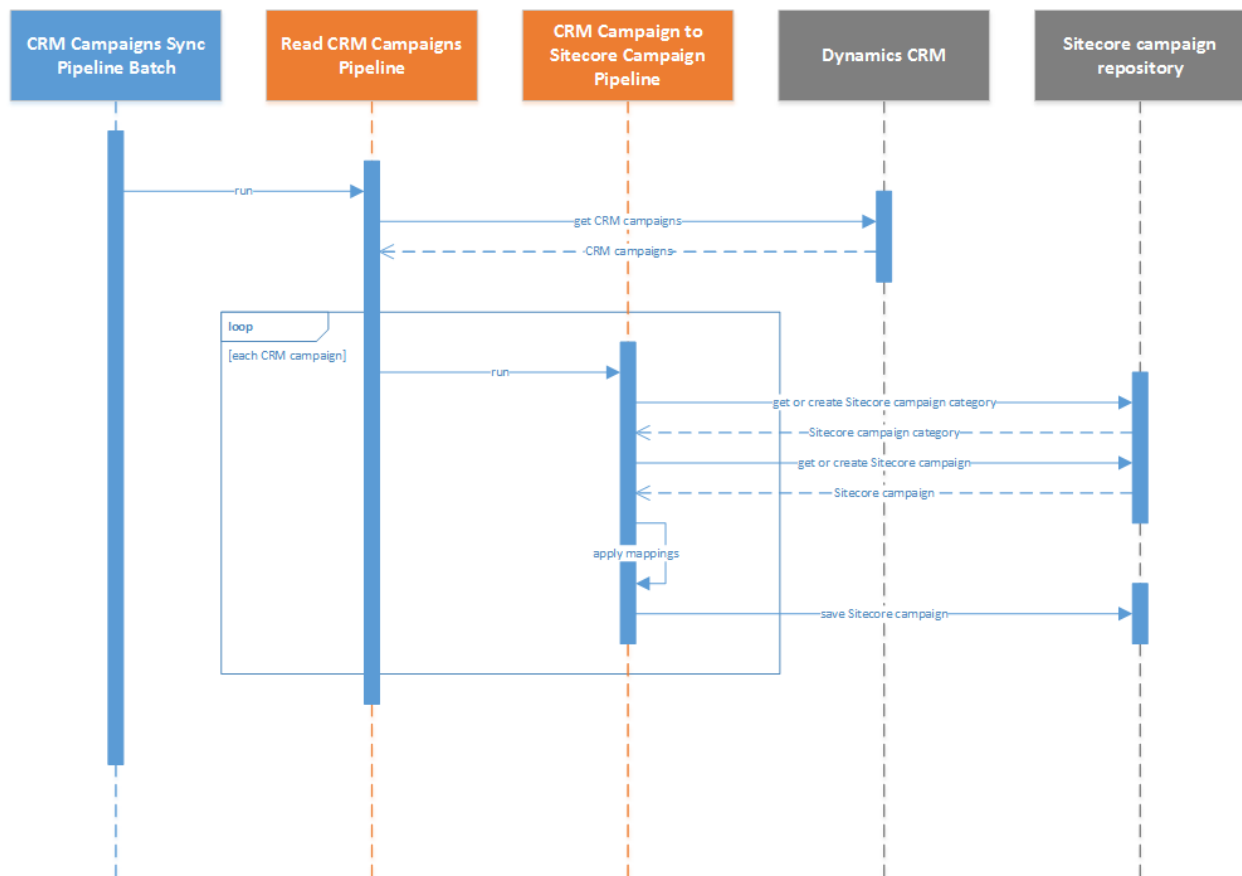 CRM Campaigns Sync
Pipeline Batch
Read CRM Campaigns
Pipeline
CRM Campaign to
Sitecore Campaign
Pipeline
Dynamics CRM
Sitecore campaign
repository
run
get CRM campaigns
CRM campaigns
loop
[each CRM campaign]
run
get or create Sitecore campaign category
Sitecore campaign category
get or create Sitecore campaign
Sitecore campaign
apply mappings
save Sitecore campaign